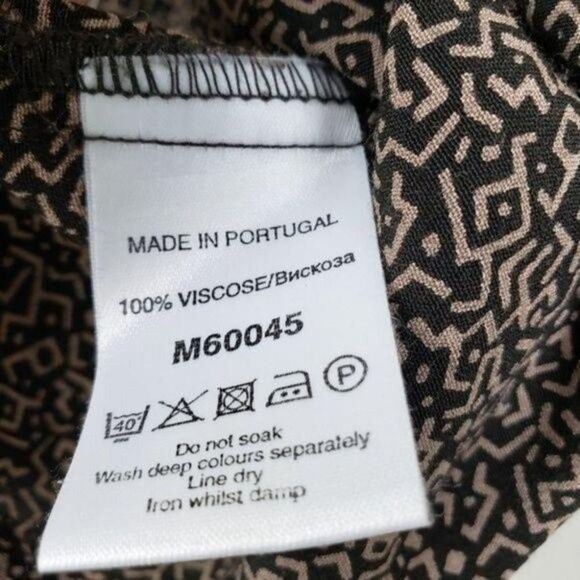 MADE IN PORTUGAL
100% VISCOSE/Вискоза
M60045
40° P
Do not soak
Wash deep colours separately
Line dry
Iron whilst damp